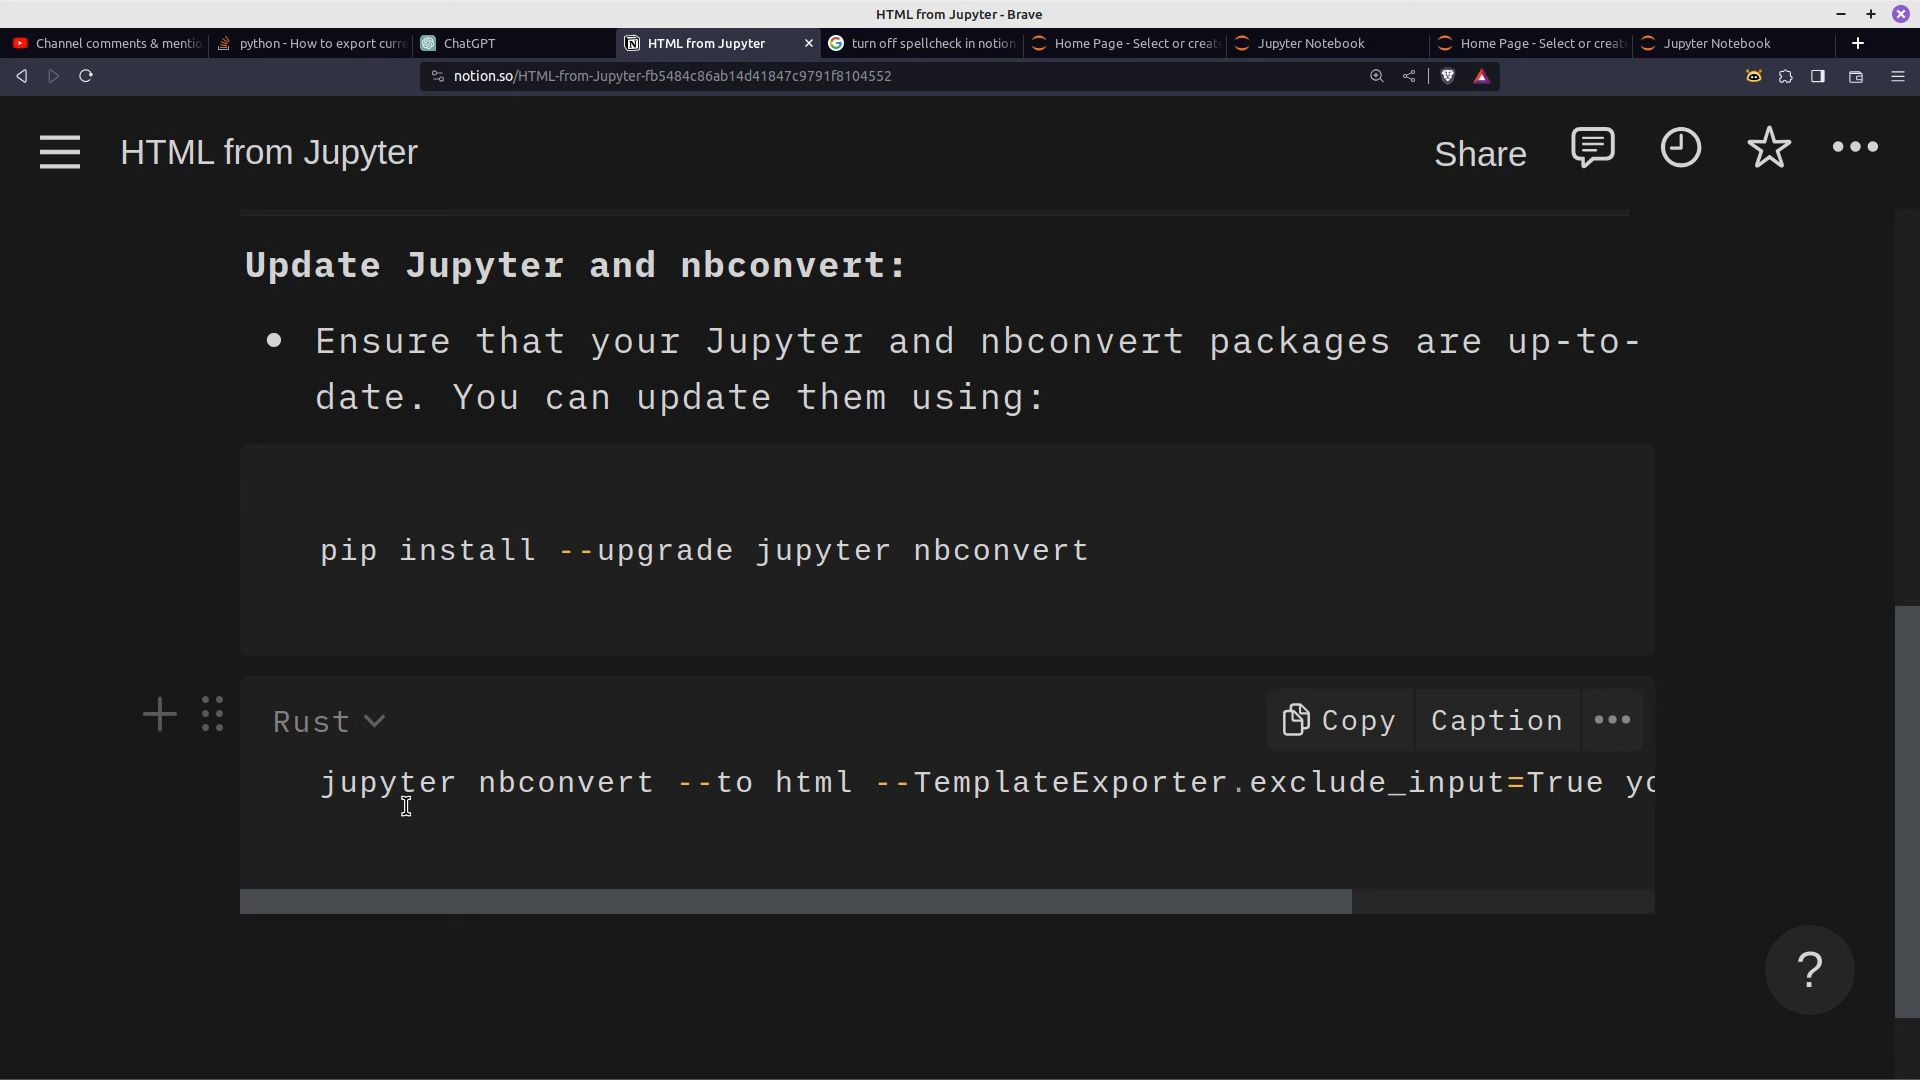 HTML from Jupyter - Brave
Channel comments & mentio
python - How to export curre
ChatGPT
HTML from Jupyter
turn off spellcheck in notion
Home Page - Select or creat
Jupyter Notebook
Home Page - Select or creat
Jupyter Notebook
notion.so/HTML-from-Jupyter-fb5484c86ab14d41847c9791f8104552
HTML from Jupyter
Share
Update Jupyter and nbconvert:
• Ensure that your Jupyter and nbconvert packages are up-to-
date. You can update them using:
pip install --upgrade jupyter nbconvert
Rust
Copy
Caption
jupyter nbconvert --to html --TemplateExporter.exclude_input=True yo
?